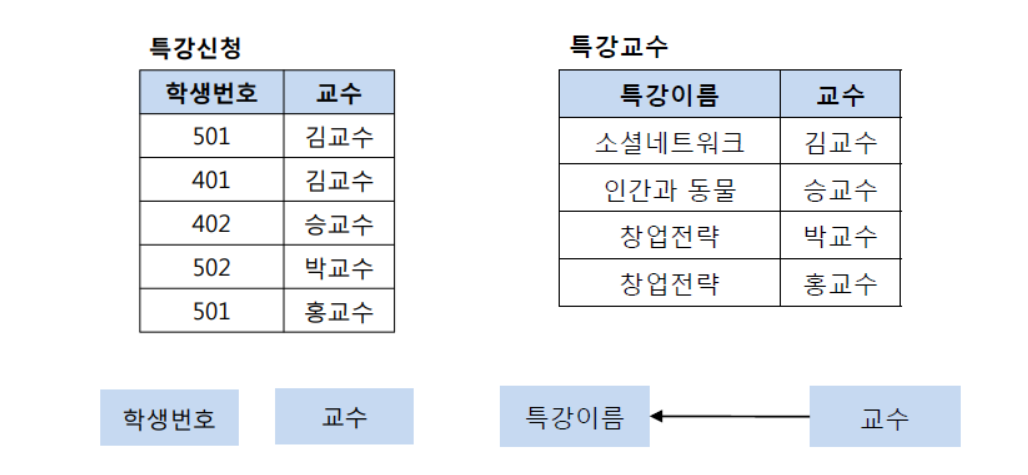 특강신청
학생번호 교수
501 김교수
401 김교수
402 승교수
502 박교수
501 홍교수
특강교수
특강이름 교수
소셜네트워크 김교수
인간과 동물 승교수
창업전략 박교수
창업전략 홍교수
학생번호 교수 특강이름 교수